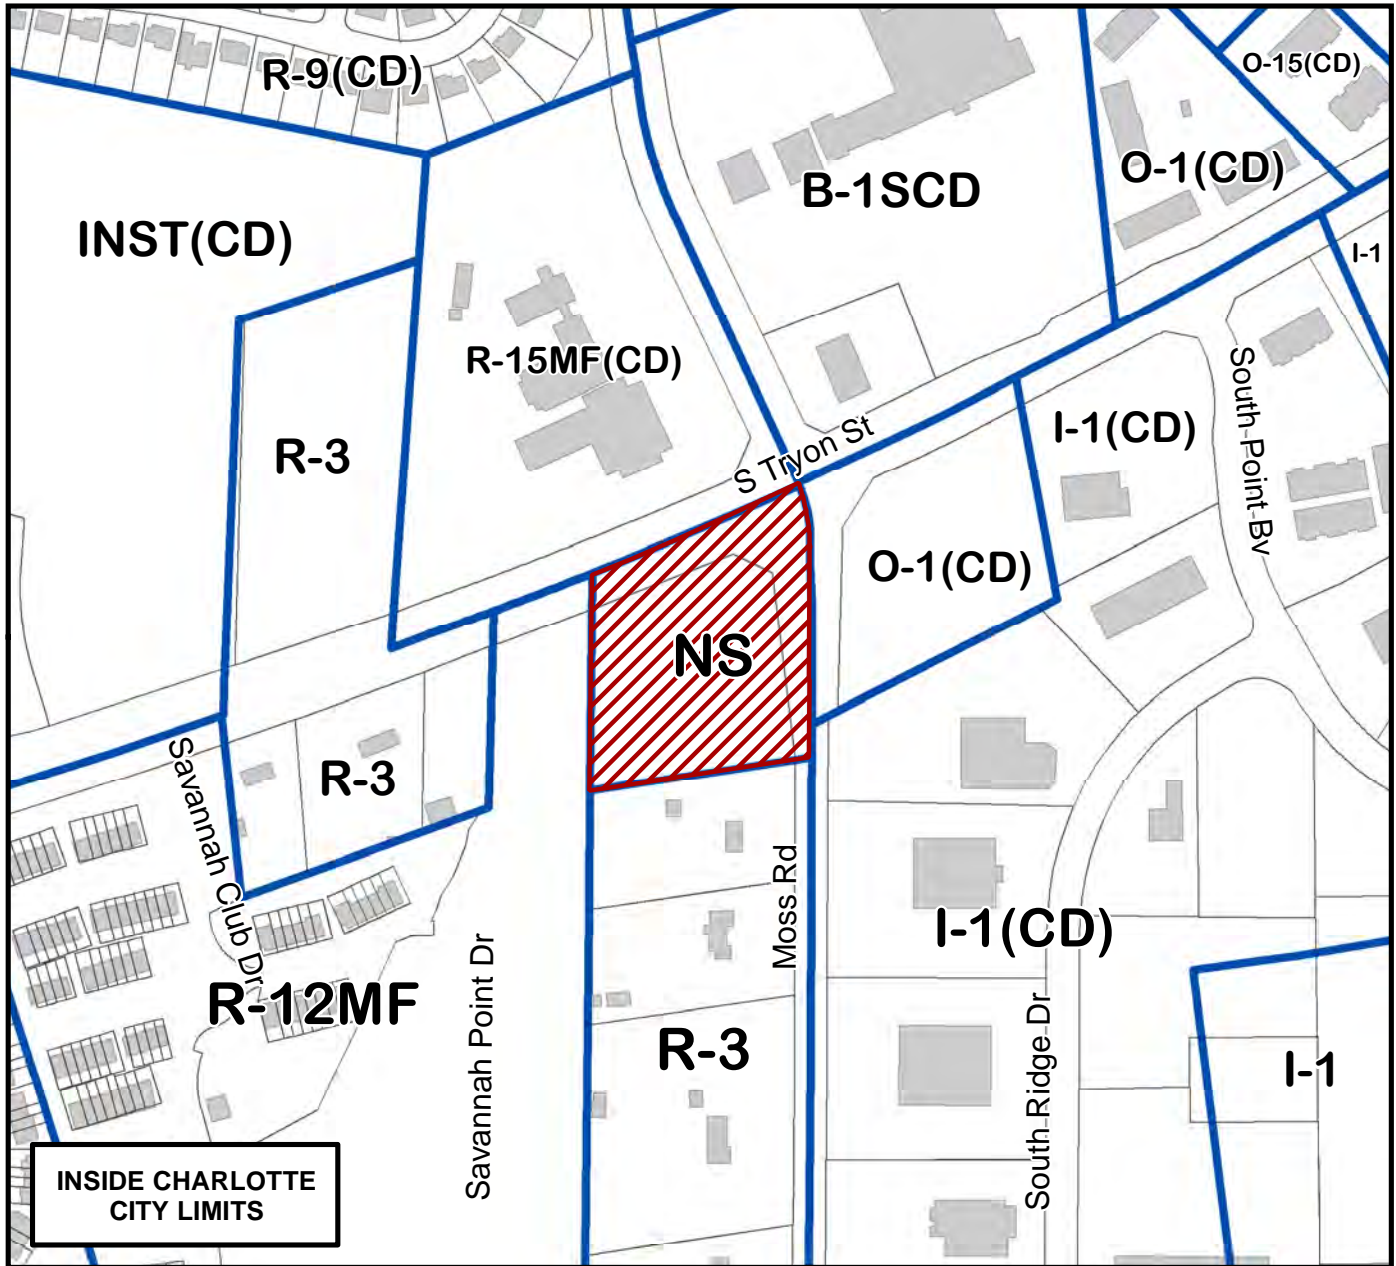 R-9(CD)
O-15(CD)
O-1(CD)
B-1SCD
INST(CD)
I-1
R-15MF(CD)
South Point Bv
S Tryon St
I-1(CD)
R-3
O-1(CD)
NS
Savannah Club Dr
R-3
Moss Rd
I-1(CD)
Savannah Point Dr
R-12MF
R-3
South Ridge Dr
I-1
INSIDE CHARLOTTE
CITY LIMITS